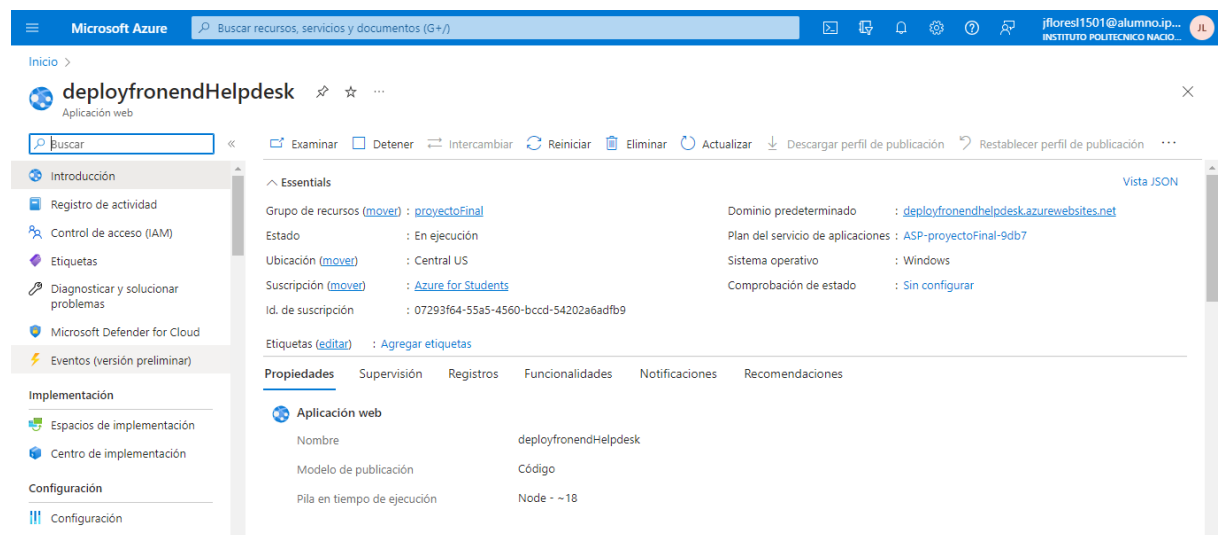 Microsoft Azure
Buscar recursos, servicios y documentos (G+/)
jfloresl1501@alumno.ip...
INSTITUTO POLITECNICO NACIO...
JL
Inicio >
deployfronendHelpdesk
Aplicación web
Buscar
Examinar Detener Intercambiar Reiniciar Eliminar Actualizar Descargar perfil de publicación Restablecer perfil de publicación ...
Introducción
Registro de actividad
Control de acceso (IAM)
Etiquetas
Diagnosticar y solucionar
problemas
Microsoft Defender for Cloud
Eventos (versión preliminar)
Implementación
Espacios de implementación
Centro de implementación
Configuración
Configuración
Essentials
Vista JSON
Grupo de recursos (mover) : proyectoFinal
Estado : En ejecución
Ubicación (mover) : Central US
Suscripción (mover) : Azure for Students
Id. de suscripción : 07293f64-55a5-4560-bccd-54202a6adfb9
Dominio predeterminado : deployfronendhelpdesk.azurewebsites.net
Plan del servicio de aplicaciones : ASP-proyectoFinal-9db7
Sistema operativo : Windows
Comprobación de estado : Sin configurar
Etiquetas (editar) : Agregar etiquetas
Propiedades Supervisión Registros Funcionalidades Notificaciones Recomendaciones
Aplicación web
Nombre deployfronendHelpdesk
Modelo de publicación Código
Pila en tiempo de ejecución Node - ~18